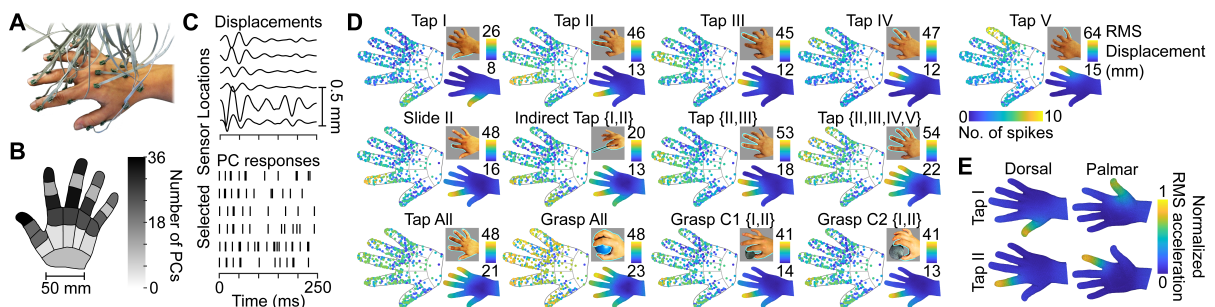 A
B
36
18
0
Number of PCs
50 mm
C
Displacements
Sensor Locations
0.5 mm
PC responses
Selected
0
250
Time (ms)
D
Tap I
26
8
Tap II
46
13
Tap III
45
12
Tap IV
47
12
Tap V
64
15
RMS
Displacement
(mm)
0
10
No. of spikes
Slide II
48
16
Indirect Tap {I,II}
20
13
Tap {II,III}
53
18
Tap {II,III,IV,V}
54
22
Tap All
48
21
Grasp All
48
23
Grasp C1 {I,II}
41
14
Grasp C2 {I,II}
41
13
E
Dorsal
Palmar
Tap I
Tap II
1
0
Normalized
RMS acceleration